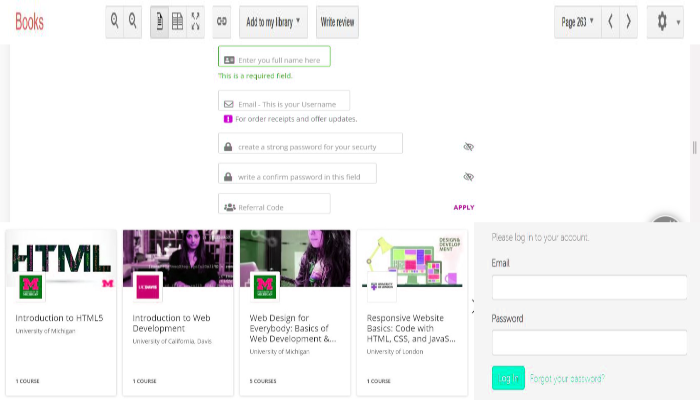 Books
Add to my library
Write review
Page 263
Enter you full name here
This is a required field.
Email - This is your Username
For order receipts and offer updates.
create a strong password for your securty
write a confirm password in this field
Referral Code
APPLY
HTML
DESIGN&
DEVELOP
MENT
Introduction to HTML5
University of Michigan
1 COURSE
UC DAVIS
Introduction to Web
Development
University of California, Davis
1 COURSE
Web Design for
Everybody: Basics of
Web Development &...
University of Michigan
5 COURSES
Responsive Website
Basics: Code with
HTML, CSS, and JavaS...
University of London
1 COURSE
Please log in to your account.
Email
Password
Log In
Forgot your password?